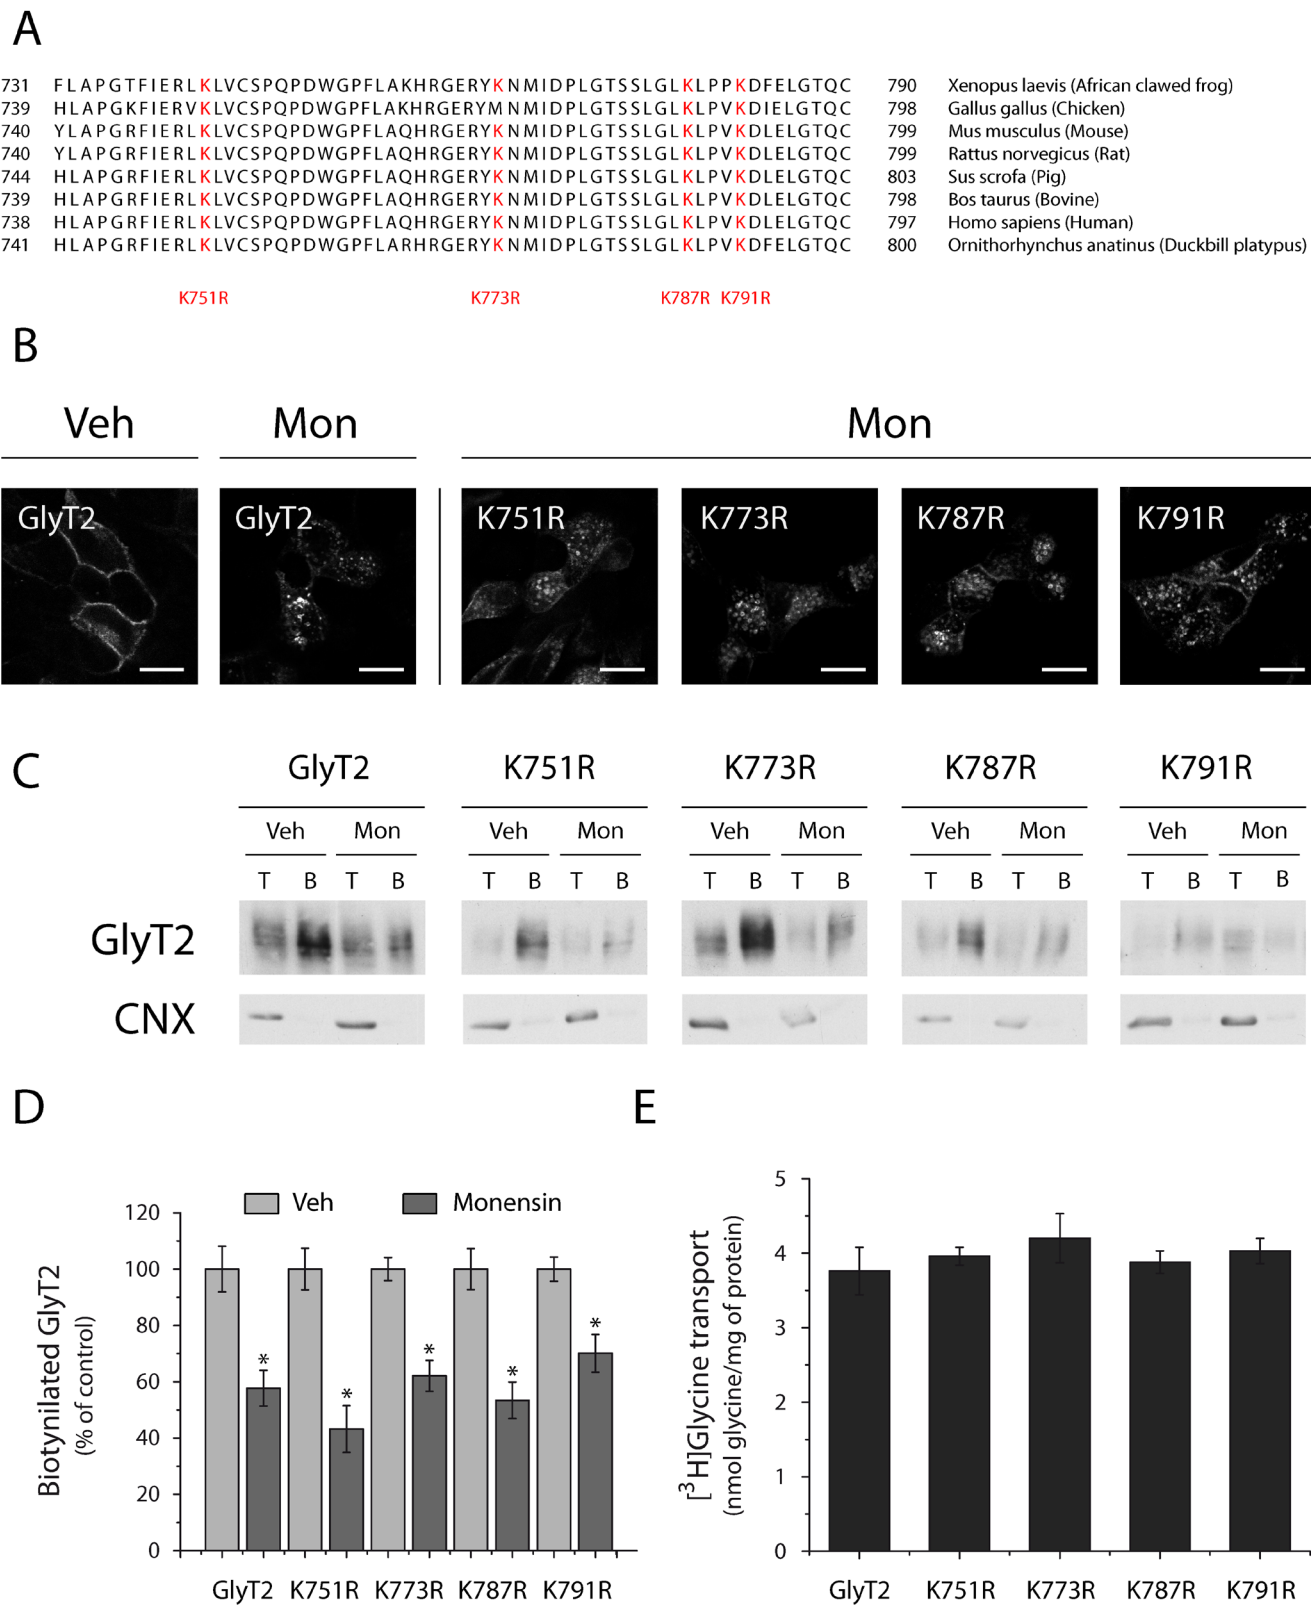 A
731 FLAPGTFIERLKLVCSPQPDWGPFLAKHRGERYKNMIDPLGTSSLGLKLPPKDFELGTQC 790 Xenopus laevis (African clawed frog)
739 HLAPGKFIERVKLVCSPQPDWGPFLAKHRGERYMNMIDPLGTSSLGLKLPVKDIELGTQC 798 Gallus gallus (Chicken)
740 YLAPGRFIERLKLVCSPQPDWGPFLAQHRGERYKNMIDPLGTSSLGLKLPVKDLELGTQC 799 Mus musculus (Mouse)
740 YLAPGRFIERLKLVCSPQPDWGPFLAQHRGERYKNMIDPLGTSSLGLKLPVKDLELGTQC 799 Rattus norvegicus (Rat)
744 HLAPGRFIERLKLVCSPQPDWGPFLAQHRGERYKNMIDPLGTSSLGLKLPVKDLELGTQC 803 Sus scrofa (Pig)
739 HLAPGRFIERLKLVCSPQPDWGPFLAQHRGERYKNMIDPLGTSSLGLKLPVKDLELGTQC 798 Bos taurus (Bovine)
738 HLAPGRFIERLKLVCSPQPDWGPFLAQHRGERYKNMIDPLGTSSLGLKLPVKDLELGTQC 797 Homo sapiens (Human)
741 HLAPGRFIERLKLVCSPQPDWGPFLARHRGERYKNMIDPLGTSSLGLKLPVKDFELGTQC 800 Ornithorhynchus anatinus (Duckbill platypus)
K751R K773R K787R K791R
B
Veh Mon Mon
GlyT2 GlyT2 K751R K773R K787R K791R
C
GlyT2 K751R K773R K787R K791R
Veh Mon Veh Mon Veh Mon Veh Mon Veh Mon
T B T B T B T B T B T B T B T B T B T B
GlyT2
CNX
D
Veh Monensin
Biotynilated GlyT2
(% of control)
120
100
80
60
40
20
0
* * * * *
GlyT2 K751R K773R K787R K791R
E
[³H]Glycine transport
(nmol glycine/mg of protein)
5
4
3
2
1
0
GlyT2 K751R K773R K787R K791R